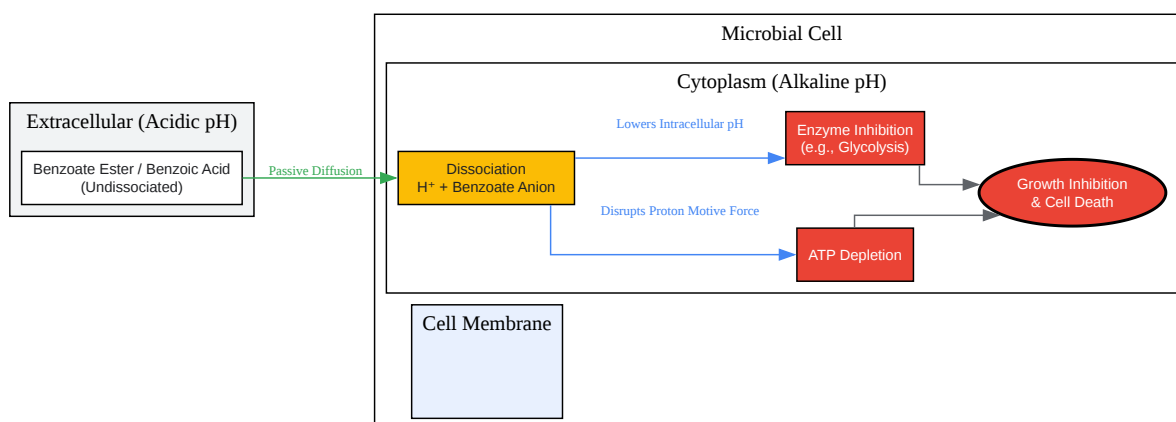 Microbial Cell
Cytoplasm (Alkaline pH)
Extracellular (Acidic pH)
Benzoate Ester / Benzoic Acid
(Undissociated)
Passive Diffusion
Dissociation
H⁺ + Benzoate Anion
Lowers Intracellular pH
Enzyme Inhibition
(e.g., Glycolysis)
Disrupts Proton Motive Force
ATP Depletion
Growth Inhibition
& Cell Death
Cell Membrane